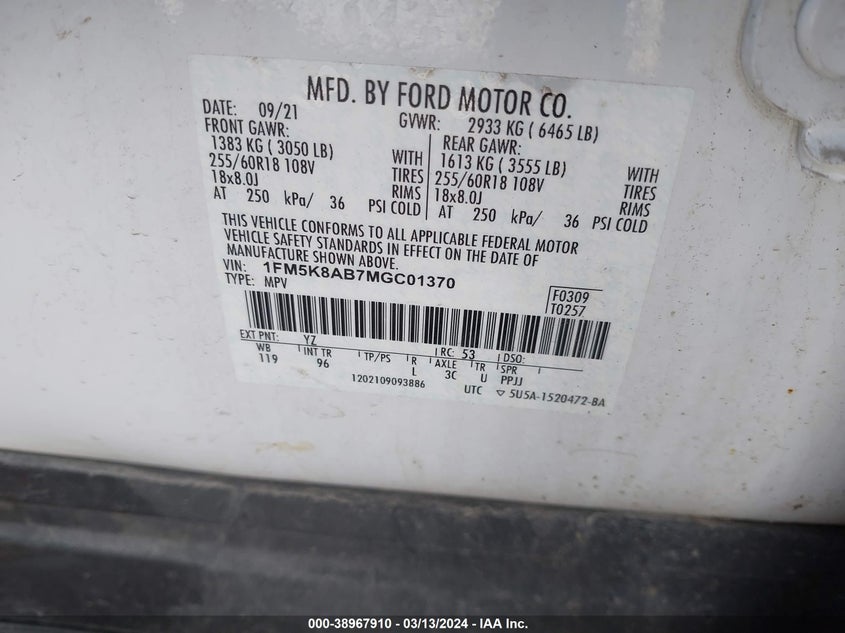 MFD. BY FORD MOTOR CO.
DATE: 09/21 GVWR: 2933 KG ( 6465 LB)
FRONT GAWR: REAR GAWR:
1383 KG ( 3050 LB) WITH 1613 KG ( 3555 LB) WITH
255/60R18 108V TIRES 255/60R18 108V TIRES
18x8.0J RIMS 18x8.0J RIMS
AT 250 kPa/ 36 PSI COLD AT 250 kPa/ 36 PSI COLD
THIS VEHICLE CONFORMS TO ALL APPLICABLE FEDERAL MOTOR
VEHICLE SAFETY STANDARDS IN EFFECT ON THE DATE OF
MANUFACTURE SHOWN ABOVE.
VIN: 1FM5K8AB7MGC01370
TYPE: MPV
F0309
T0257
EXT PNT: YZ RC: 53 DSO:
WB INT TR TP/PS R AXLE TR SPR
119 96 L 3C U PPJJ
1202109093886
UTC ▽ 5U5A-1520472-BA
000-38967910 / 03/13/2024 - IAA Inc.